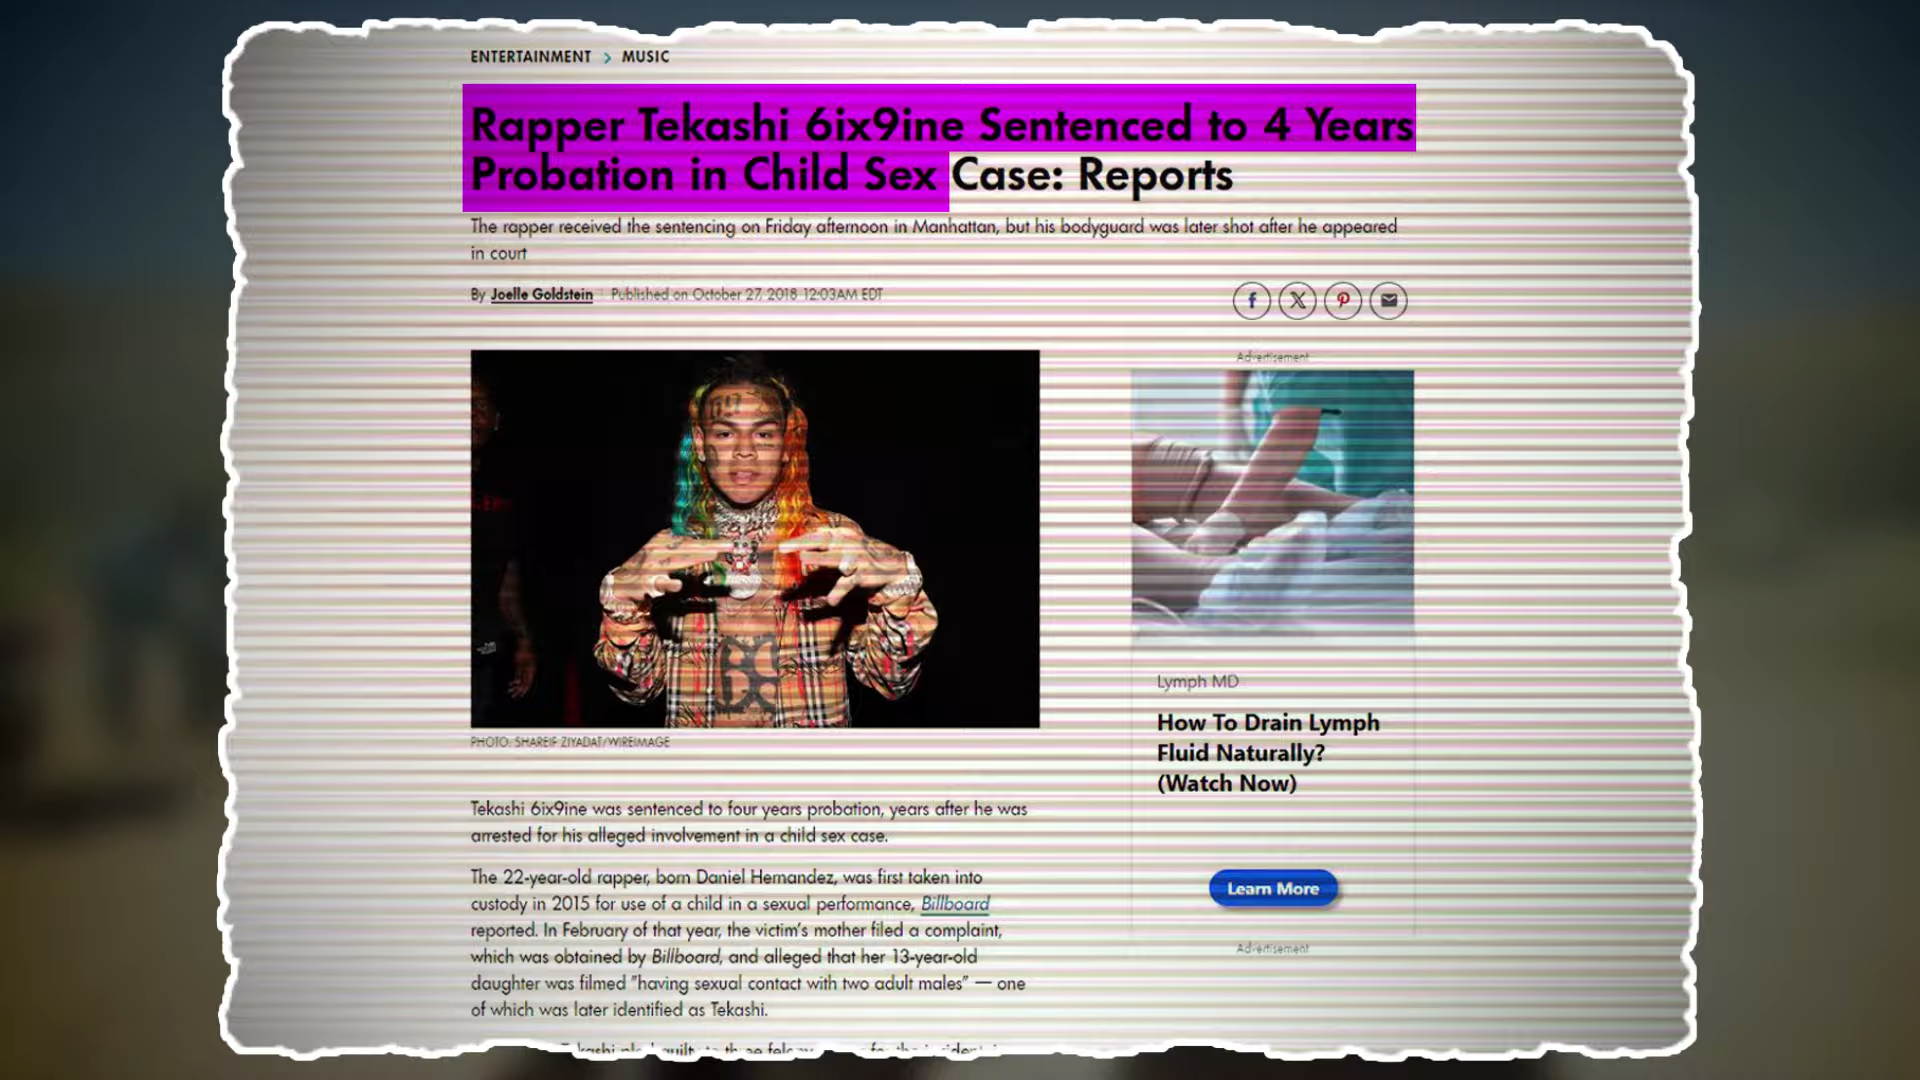 ENTERTAINMENT > MUSIC
Rapper Tekashi 6ix9ine Sentenced to 4 Years
Probation in Child Sex Case: Reports
The rapper received the sentencing on Friday afternoon in Manhattan, but his bodyguard was later shot after he appeared
in court
By Joelle Goldstein Published on October 27, 2018 12:03AM EDT
Advertisement
69
PHOTO: SHAREIF ZIYADAT/WIREIMAGE
Lymph MD
How To Drain Lymph
Fluid Naturally?
(Watch Now)
Learn More
Advertisement
Tekashi 6ix9ine was sentenced to four years probation, years after he was
arrested for his alleged involvement in a child sex case.
The 22-year-old rapper, born Daniel Hernandez, was first taken into
custody in 2015 for use of a child in a sexual performance, Billboard
reported. In February of that year, the victim's mother filed a complaint,
which was obtained by Billboard, and alleged that her 13-year-old
daughter was filmed "having sexual contact with two adult males" — one
of which was later identified as Tekashi.